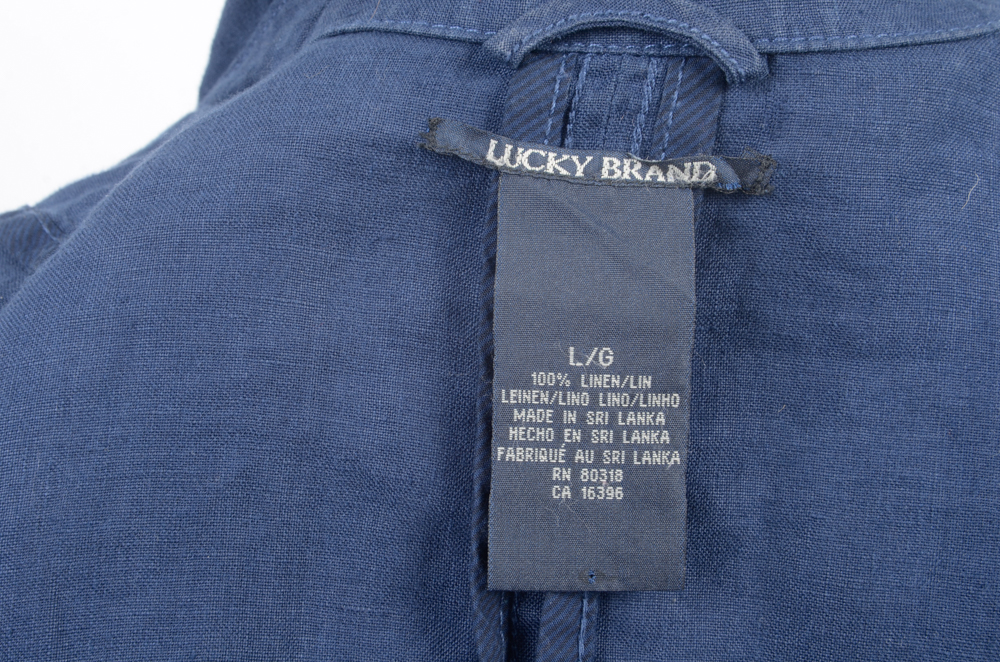 LUCKY BRAND
L/G
100% LINEN/LIN
LEINEN/LINO LINO/LINHO
MADE IN SRI LANKA
HECHO EN SRI LANKA
FABRIQUÉ AU SRI LANKA
RN 80318
CA 16396